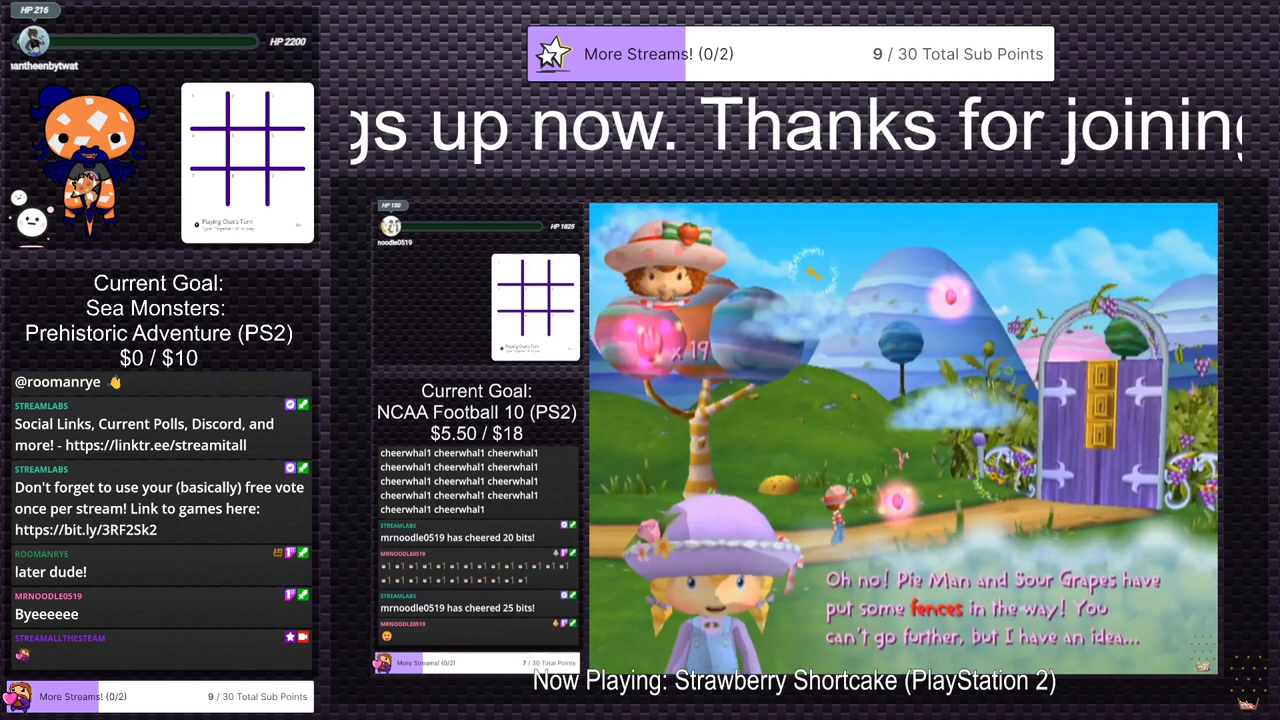 HP 216
HP 2200
nantheenbytwat
Playing Chat's Turn
Current Goal:
Sea Monsters:
Prehistoric Adventure (PS2)
$0 / $10
@roomanrye
STREAMLABS
Social Links, Current Polls, Discord, and
more! - https://linktr.ee/streamitall
STREAMLABS
Don't forget to use your (basically) free vote
once per stream! Link to games here:
https://bit.ly/3RF2Sk2
ROOMANRYE
later dude!
MRNOODLE0519
Byeeeeee
STREAMALLTHESTEAM
More Streams! (0/2)
9 / 30 Total Sub Points
More Streams! (0/2)
9 / 30 Total Sub Points
gs up now. Thanks for joining
HP 150
HP 1825
noodle0519
Playing Chat's Turn
Current Goal:
NCAA Football 10 (PS2)
$5.50 / $18
cheerwhal1 cheerwhal1 cheerwhal1
cheerwhal1 cheerwhal1 cheerwhal1
cheerwhal1 cheerwhal1 cheerwhal1
cheerwhal1 cheerwhal1 cheerwhal1
cheerwhal1 cheerwhal1
STREAMLABS
mrnoodle0519 has cheered 20 bits!
MRNOODLE0519
STREAMLABS
mrnoodle0519 has cheered 25 bits!
MRNOODLE0519
More Streams! (0/2)
7 / 30 Total Sub Points
x 19
Oh no! Pie Man and Sour Grapes have
put some fences in the way! You
can't go further, but I have an idea...
Now Playing: Strawberry Shortcake (PlayStation 2)